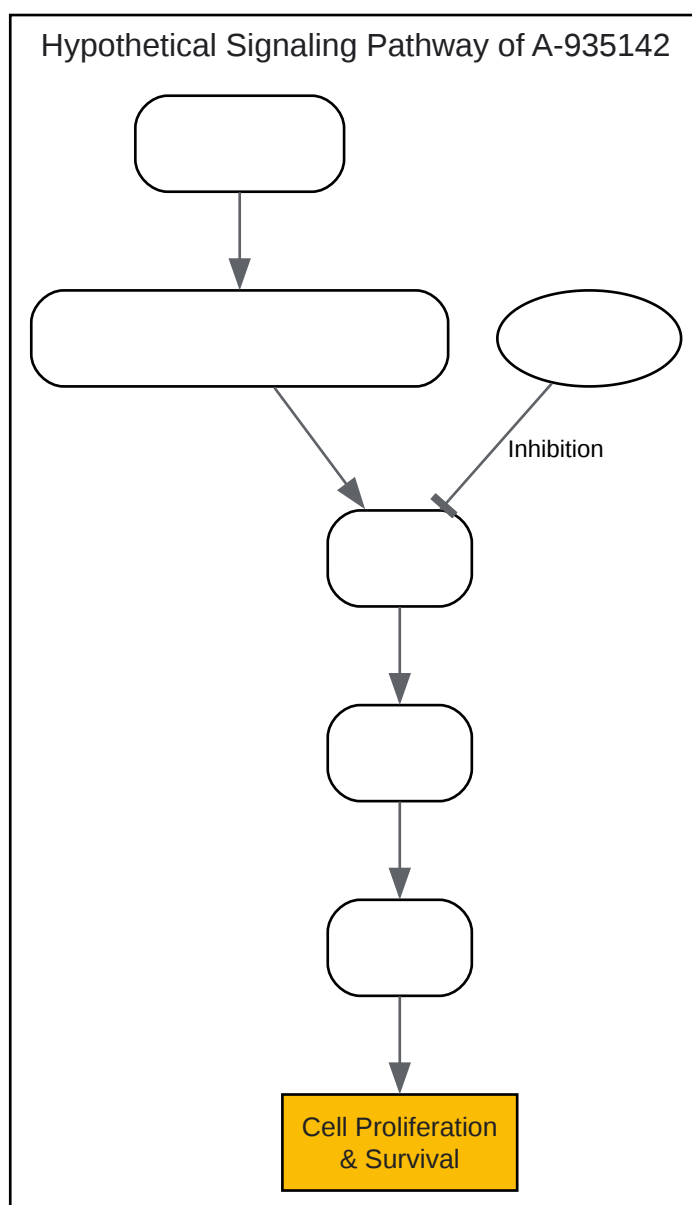 Hypothetical Signaling Pathway of A-935142
Inhibition
Cell Proliferation
& Survival